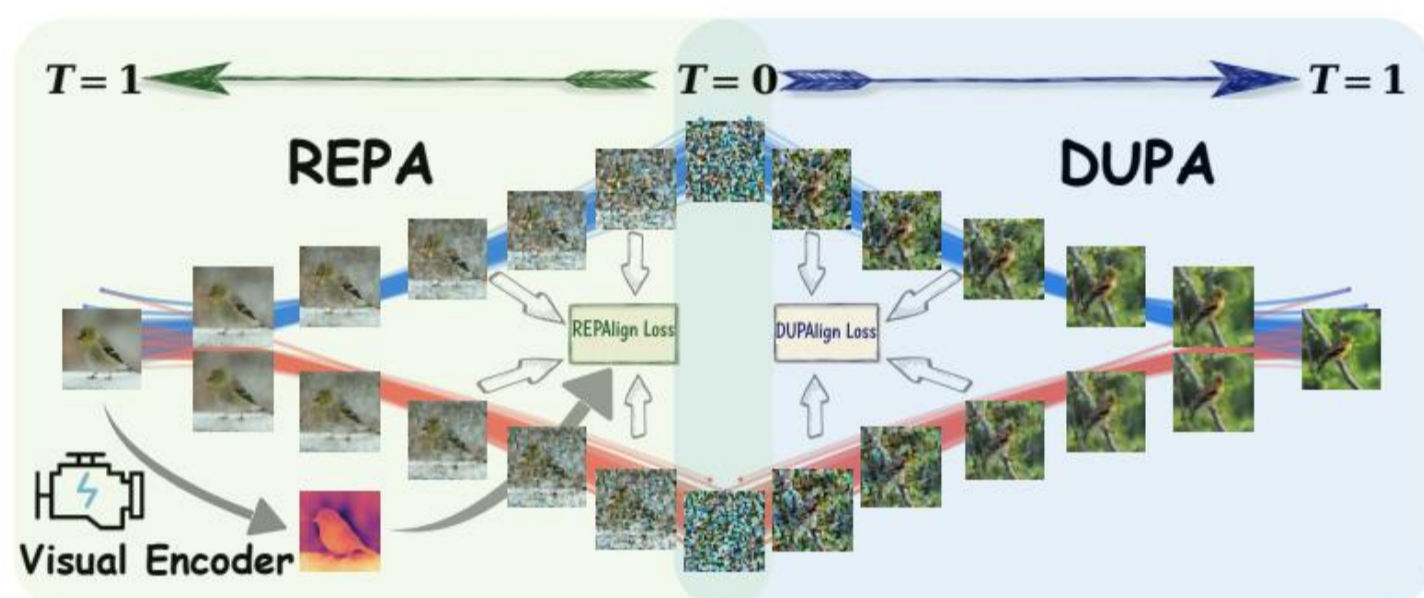 T = 1
T = 0
T = 1
REPA
DUPA
REPAlign Loss
DUPAlign Loss
Visual Encoder